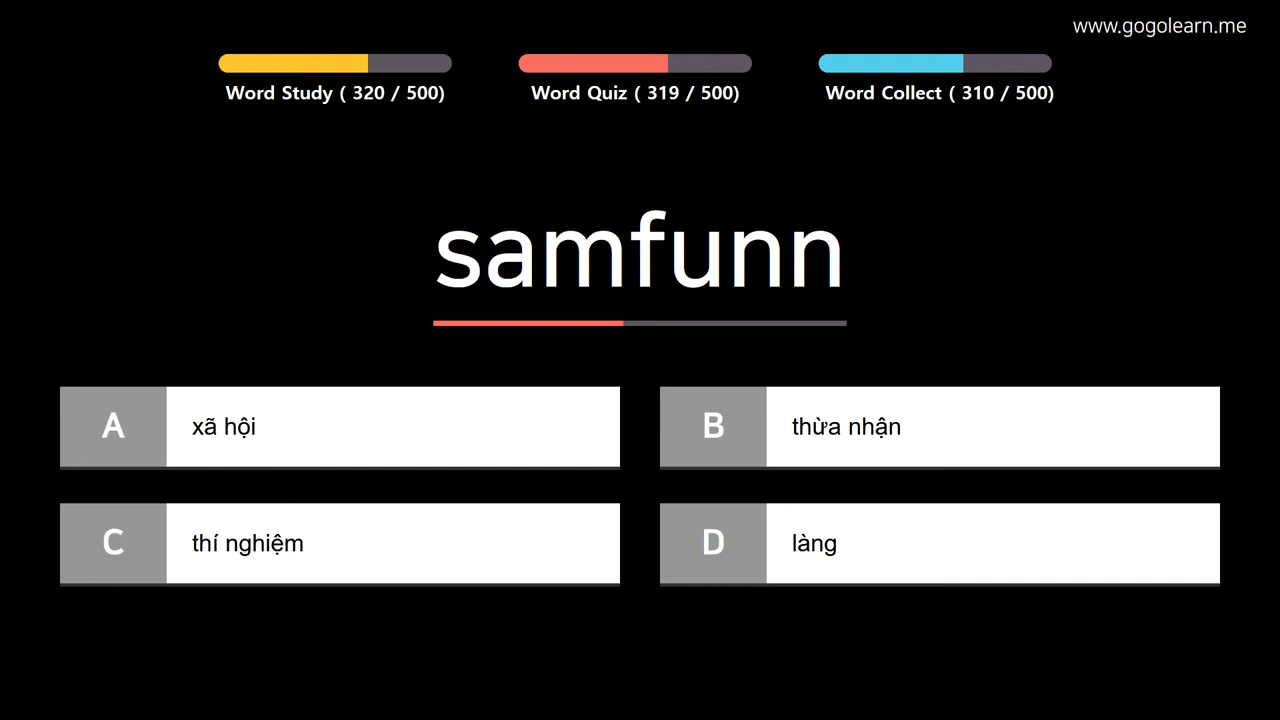 www.gogolearn.me
Word Study ( 320 / 500)
Word Quiz ( 319 / 500)
Word Collect ( 310 / 500)
samfunn
A
xã hội
B
thừa nhận
C
thí nghiệm
D
làng